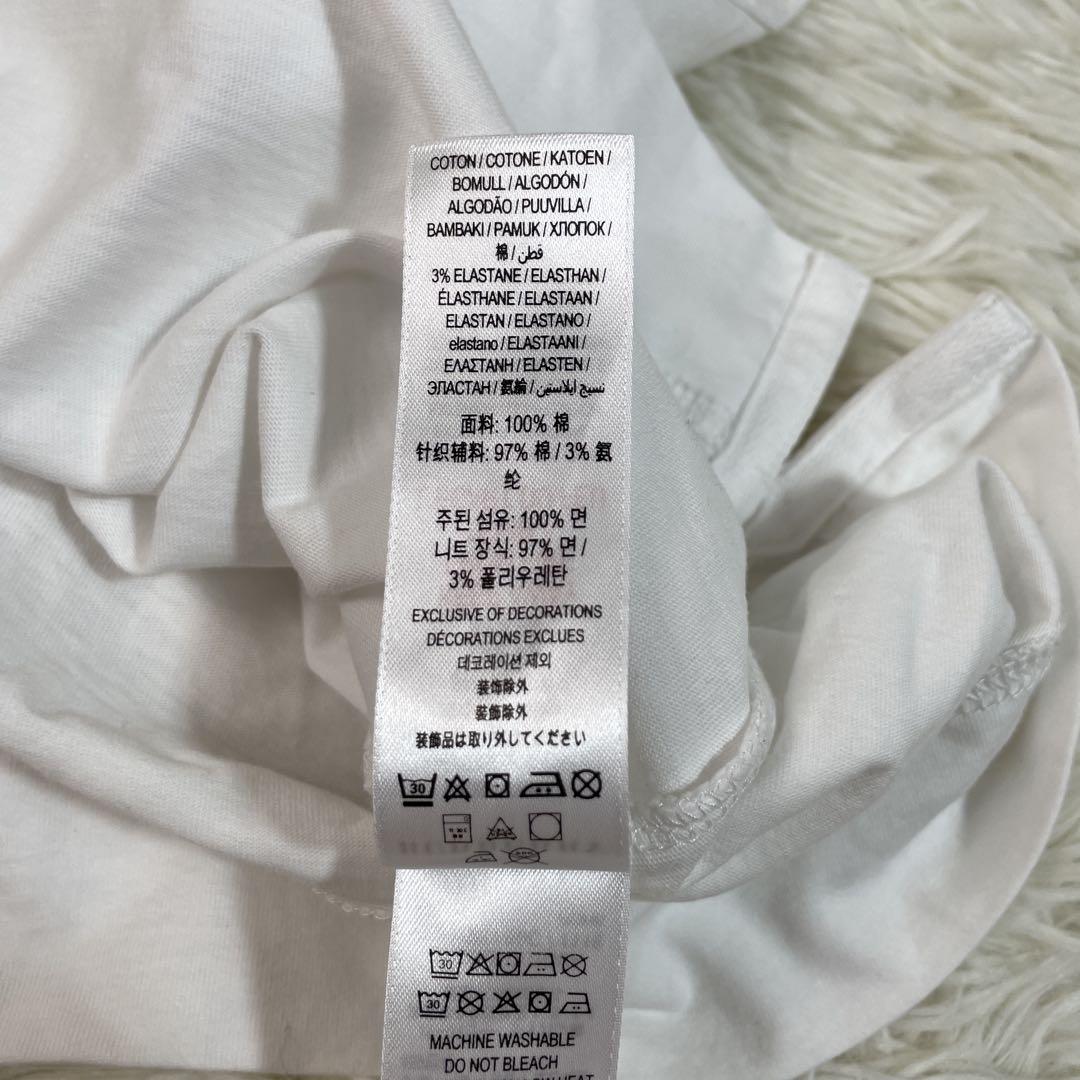 COTON / COTONE / KATOEN /
BOMULL / ALGODÓN /
ALGODÃO / PUUVILLA /
BAMBAKI / PAMUK / ХЛОПОК /
棉 / قطن
3% ELASTANE / ELASTHAN /
ÉLASTHANE / ELASTAAN /
ELASTAN / ELASTANO /
elastano / ELASTAANI /
ΕΛΑΣΤΑΝΗ / ELASTEN /
ЭЛАСТАН / 氨綸 / نسيج ايلاستين
面料: 100% 棉
针织辅料: 97% 棉 / 3% 氨
纶
주된 섬유: 100% 면
니트 장식: 97% 면 /
3% 폴리우레탄
EXCLUSIVE OF DECORATIONS
DÉCORATIONS EXCLUES
데코레이션 제외
装饰除外
裝飾除外
装飾品は取り外してください
30
30
30
MACHINE WASHABLE
DO NOT BLEACH